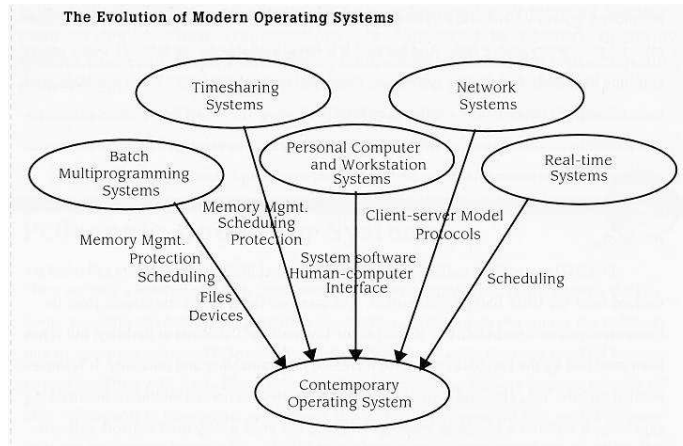 The Evolution of Modern Operating Systems
Timesharing
Systems
Network
Systems
Batch
Multiprogramming
Systems
Personal Computer
and Workstation
Systems
Real-time
Systems
Memory Mgmt.
Scheduling
Protection
Client-server Model
Protocols
Memory Mgmt.
Protection
Scheduling
Files
Devices
System software
Human-computer
Interface
Scheduling
Contemporary
Operating System